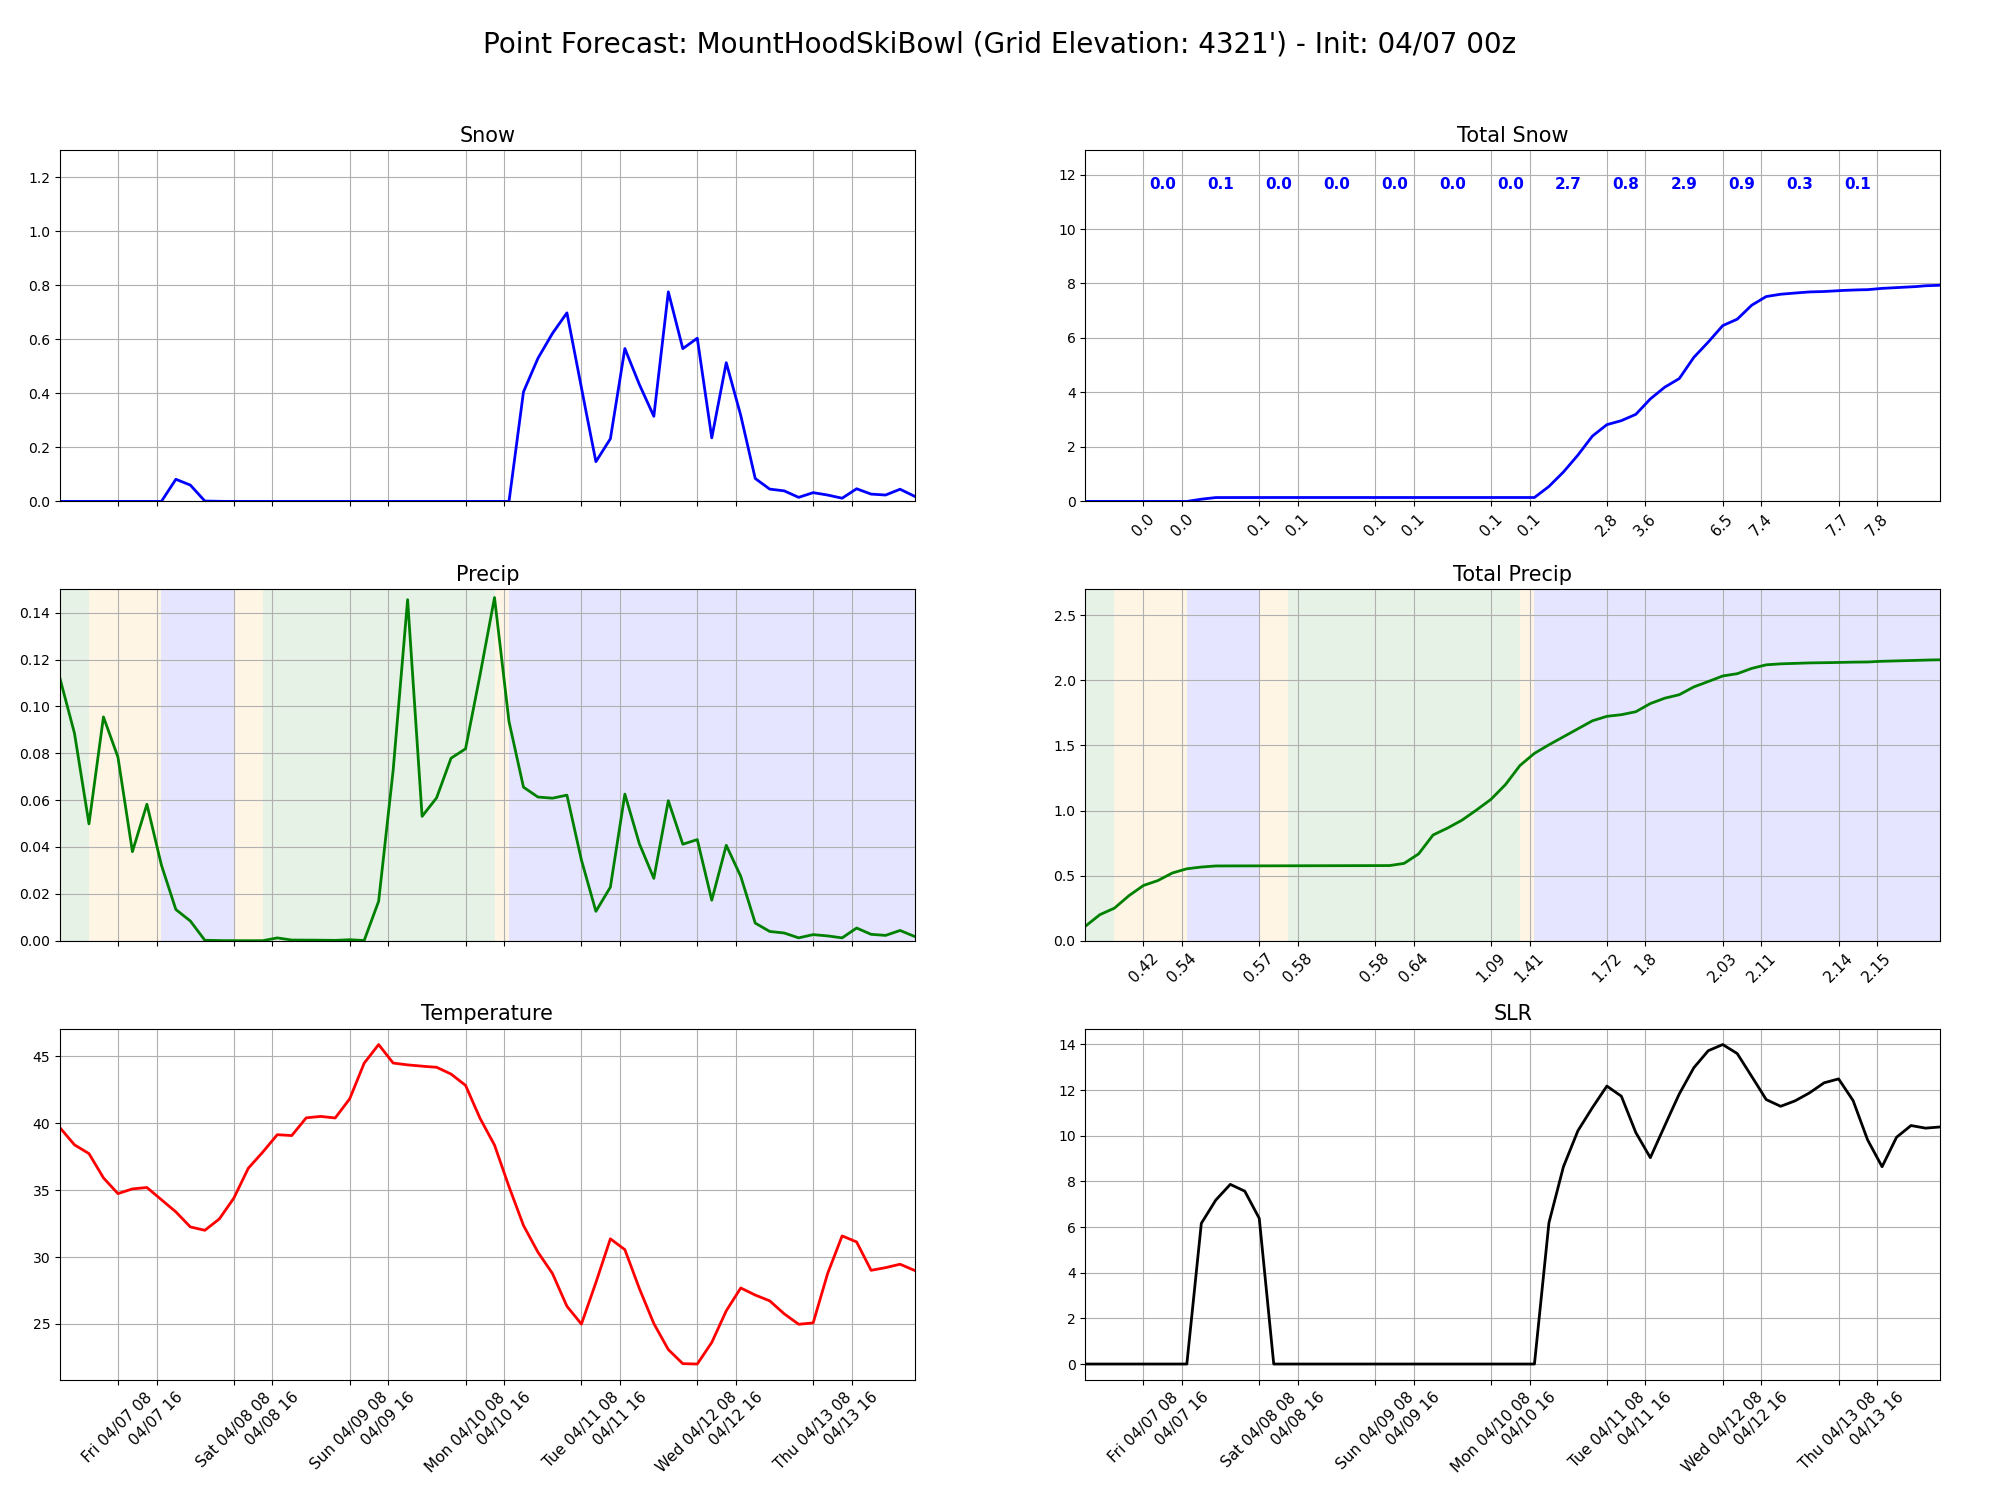 Point Forecast: MountHoodSkiBowl (Grid Elevation: 4321') - Init: 04/07 00z
Snow
1.2
1.0
0.8
0.6
0.4
0.2
0.0
Total Snow
12
10
8
6
4
2
0
0.0 0.1 0.0 0.0 0.0 0.0 0.0 2.7 0.8 2.9 0.9 0.3 0.1
0.0 0.0 0.1 0.1 0.1 0.1 0.1 0.1 2.8 3.6 6.5 7.4 7.7 7.8
Precip
0.14
0.12
0.10
0.08
0.06
0.04
0.02
0.00
Total Precip
2.5
2.0
1.5
1.0
0.5
0.0
0.42 0.54 0.57 0.58 0.58 0.64 1.09 1.41 1.72 1.8 2.03 2.11 2.14 2.15
Temperature
45
40
35
30
25
Fri 04/07 08
04/07 16
Sat 04/08 08
04/08 16
Sun 04/09 08
04/09 16
Mon 04/10 08
04/10 16
Tue 04/11 08
04/11 16
Wed 04/12 08
04/12 16
Thu 04/13 08
04/13 16
SLR
14
12
10
8
6
4
2
0
Fri 04/07 08
04/07 16
Sat 04/08 08
04/08 16
Sun 04/09 08
04/09 16
Mon 04/10 08
04/10 16
Tue 04/11 08
04/11 16
Wed 04/12 08
04/12 16
Thu 04/13 08
04/13 16